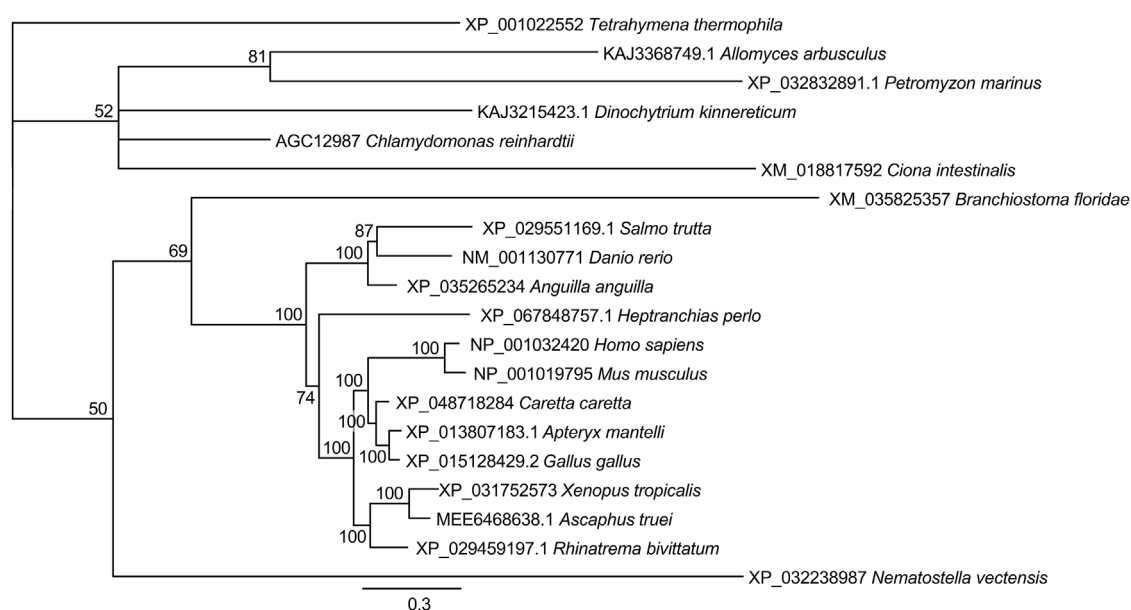 XP_001022552 Tetrahymena thermophila
81
KAJ3368749.1 Allomyces arbusculus
XP_032832891.1 Petromyzon marinus
52
KAJ3215423.1 Dinochytrium kinnereticum
AGC12987 Chlamydomonas reinhardtii
XM_018817592 Ciona intestinalis
XM_035825357 Branchiostoma floridae
87
XP_029551169.1 Salmo trutta
69
100
NM_001130771 Danio rerio
XP_035265234 Anguilla anguilla
100
XP_067848757.1 Heptranchias perlo
100
NP_001032420 Homo sapiens
NP_001019795 Mus musculus
100
74
XP_048718284 Caretta caretta
50
100
XP_013807183.1 Apteryx mantelli
100
100
XP_015128429.2 Gallus gallus
100
XP_031752573 Xenopus tropicalis
MEE6468638.1 Ascaphus truei
100
XP_029459197.1 Rhinatrema bivittatum
XP_032238987 Nematostella vectensis
0.3